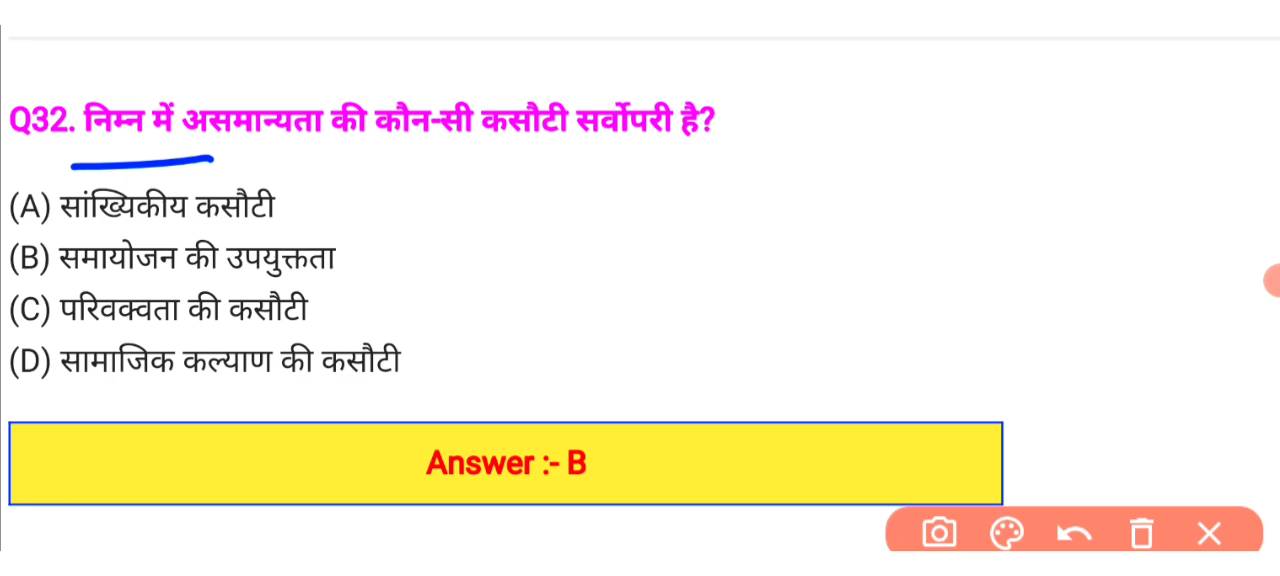 Q32. निम्न में असमान्यता की कौन-सी कसौटी सर्वोपरी है?
(A) सांख्यिकीय कसौटी
(B) समायोजन की उपयुक्तता
(C) परिवक्वता की कसौटी
(D) सामाजिक कल्याण की कसौटी
Answer :- B